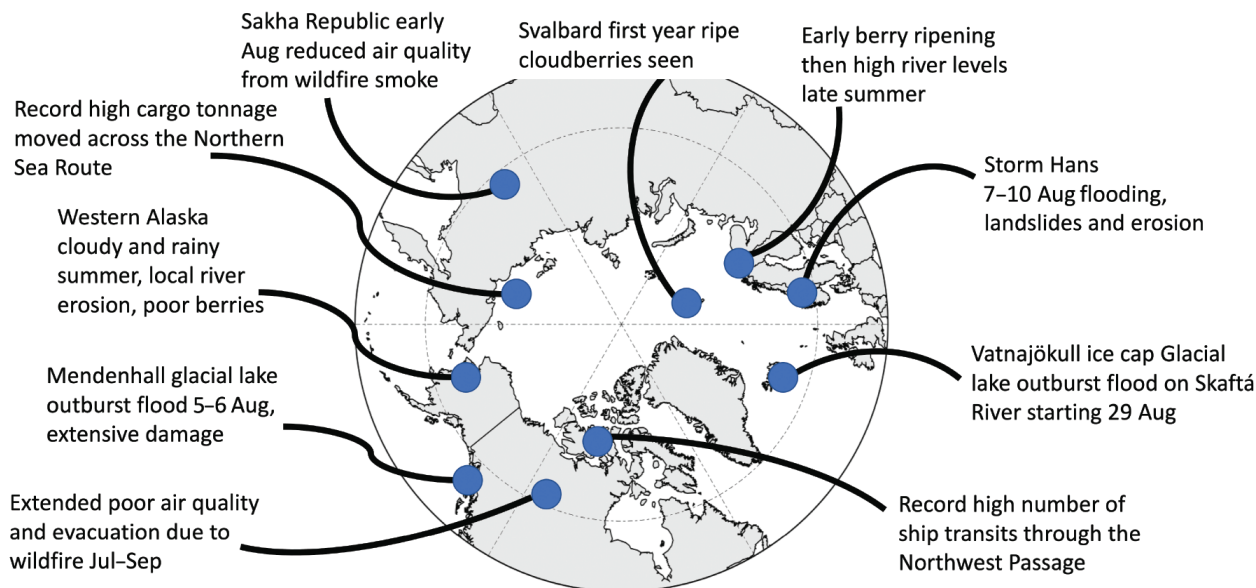 Sakha Republic early
Aug reduced air quality
from wildfire smoke
Svalbard first year ripe
cloudberries seen
Early berry ripening
then high river levels
late summer
Record high cargo tonnage
moved across the Northern
Sea Route
Storm Hans
7–10 Aug flooding,
landslides and erosion
Western Alaska
cloudy and rainy
summer, local river
erosion, poor berries
Vatnajökull ice cap Glacial
lake outburst flood on Skaftá
River starting 29 Aug
Mendenhall glacial lake
outburst flood 5–6 Aug,
extensive damage
Extended poor air quality
and evacuation due to
wildfire Jul–Sep
Record high number of
ship transits through the
Northwest Passage